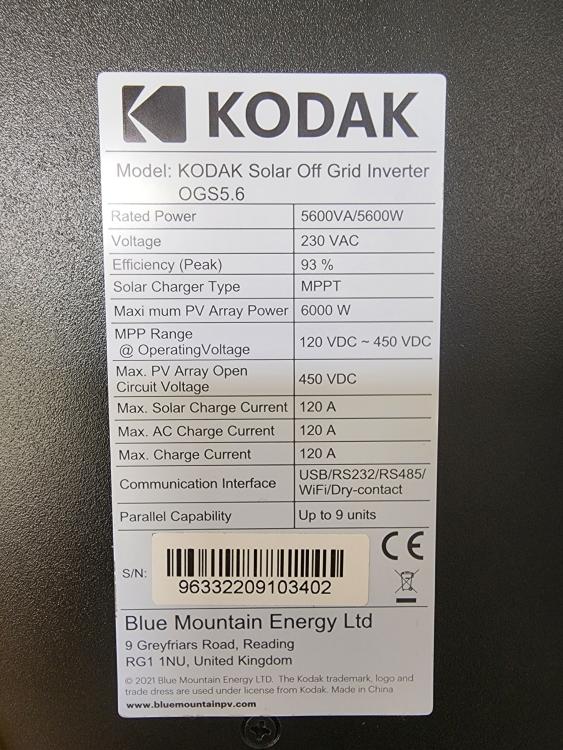 KODAK
Model: KODAK Solar Off Grid Inverter
OGS5.6
Rated Power 5600VA/5600W
Voltage 230 VAC
Efficiency (Peak) 93 %
Solar Charger Type MPPT
Maxi mum PV Array Power 6000 W
MPP Range
@ OperatingVoltage 120 VDC ~ 450 VDC
Max. PV Array Open
Circuit Voltage 450 VDC
Max. Solar Charge Current 120 A
Max. AC Charge Current 120 A
Max. Charge Current 120 A
Communication Interface USB/RS232/RS485/
WiFi/Dry-contact
Parallel Capability Up to 9 units
CE
S/N: 96332209103402
Blue Mountain Energy Ltd
9 Greyfriars Road, Reading
RG1 1NU, United Kingdom
© 2021 Blue Mountain Energy LTD. The Kodak trademark, logo and
trade dress are used under license from Kodak. Made in China
www.bluemountainpv.com